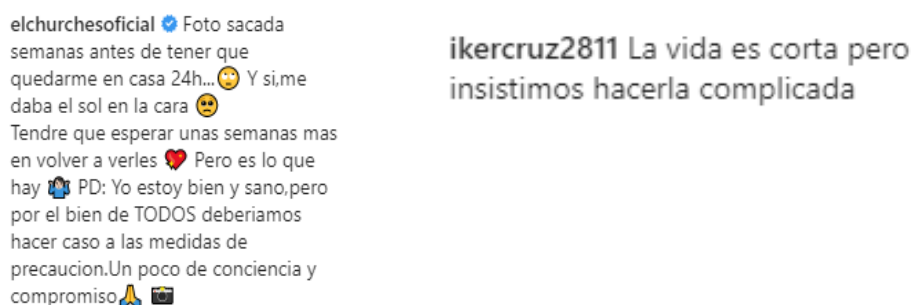 elchurchesoficial Foto sacada
semanas antes de tener que
quedarme en casa 24h...🙄 Y si,me
daba el sol en la cara 🥺
Tendre que esperar unas semanas mas
en volver a verles 💖 Pero es lo que
hay 🤷🏻‍♂️ PD: Yo estoy bien y sano,pero
por el bien de TODOS deberiamos
hacer caso a las medidas de
precaucion.Un poco de conciencia y
compromiso🙏 📷
ikercruz2811 La vida es corta pero
insistimos hacerla complicada